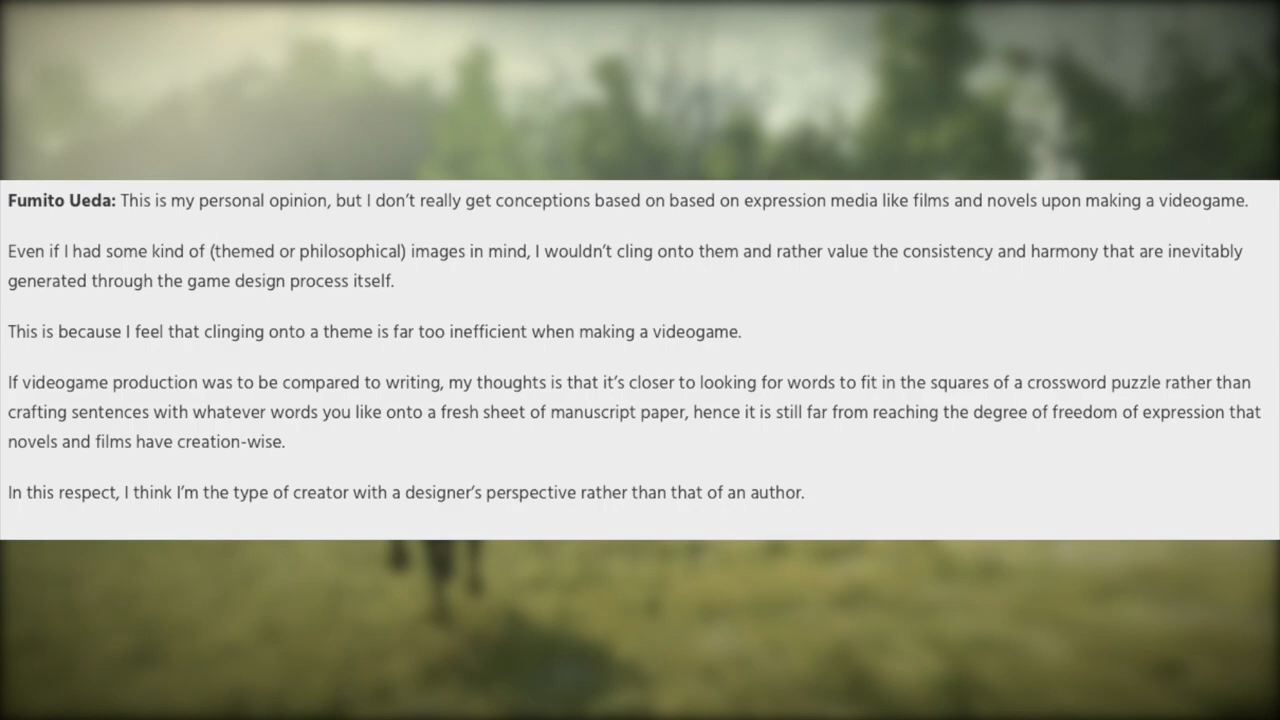 Fumito Ueda: This is my personal opinion, but I don’t really get conceptions based on based on expression media like films and novels upon making a videogame.
Even if I had some kind of (themed or philosophical) images in mind, I wouldn’t cling onto them and rather value the consistency and harmony that are inevitably
generated through the game design process itself.
This is because I feel that clinging onto a theme is far too inefficient when making a videogame.
If videogame production was to be compared to writing, my thoughts is that it’s closer to looking for words to fit in the squares of a crossword puzzle rather than
crafting sentences with whatever words you like onto a fresh sheet of manuscript paper, hence it is still far from reaching the degree of freedom of expression that
novels and films have creation-wise.
In this respect, I think I’m the type of creator with a designer’s perspective rather than that of an author.